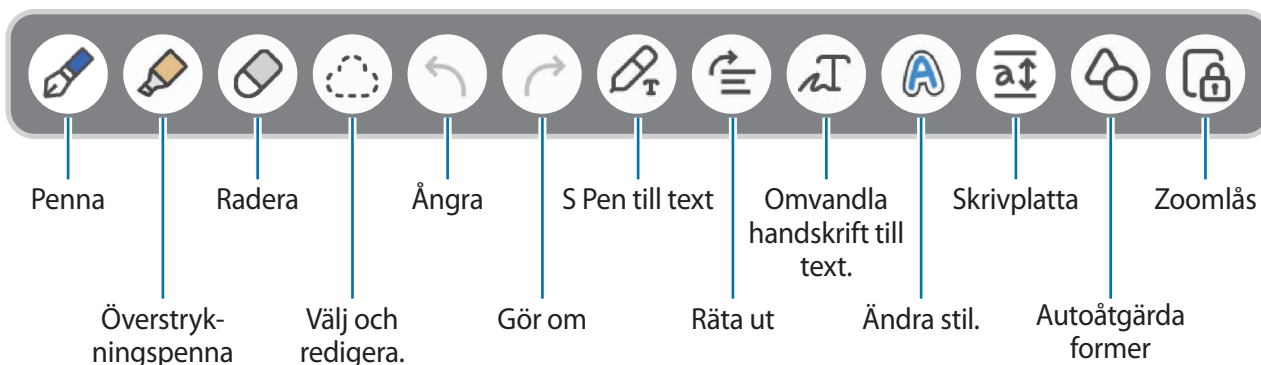 Penna
Radera
Ångra
S Pen till text
Omvandla
handskrift till
text.
Skrivplatta
Zoomlås
Överstryk-
ningspenna
Välj och
redigera.
Gör om
Räta ut
Ändra stil.
Autoåtgärda
former